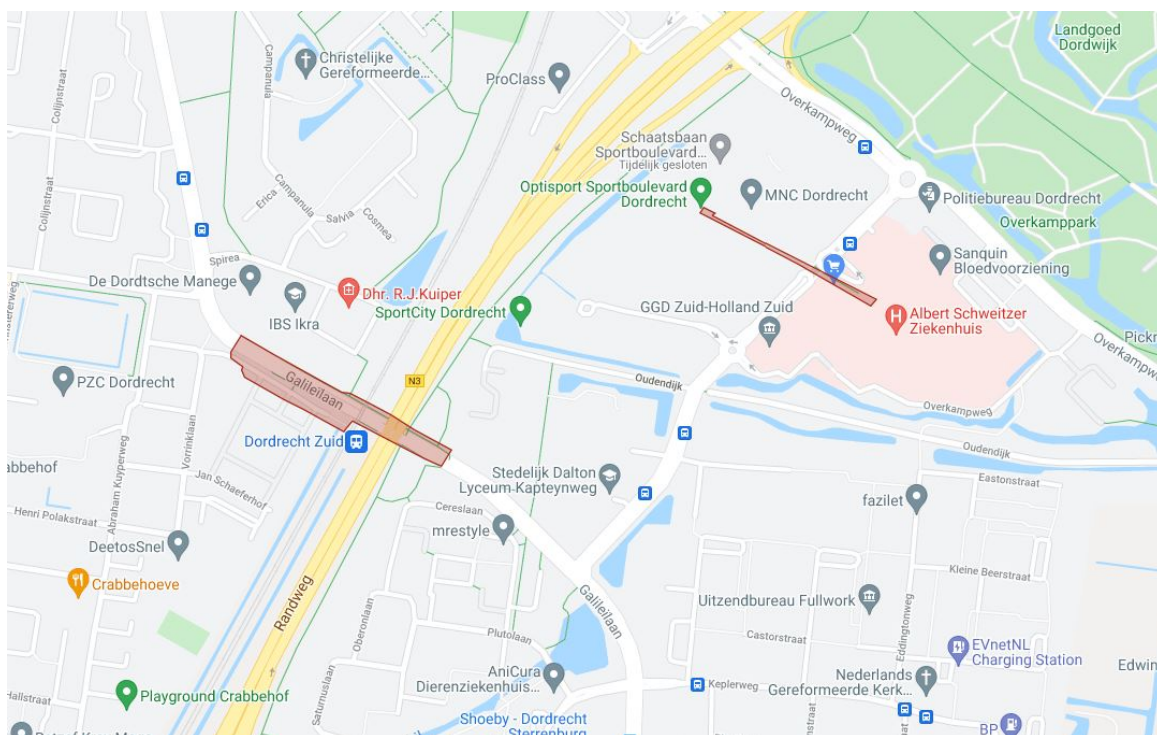 Landgoed
Dordwijk
Christelijke
Gereformeerde...
ProClass
Colijnstraat
Campanula
Overkampweg
Schaatsbaan
Sportboulevard...
Tijdelijk gesloten
Optisport Sportboulevard
Dordrecht
MNC Dordrecht
Politiebureau Dordrecht
Overkamppark
Colijnstraat
Erica
Campanula
Salvia
Cosmea
Sanquin
Bloedvoorziening
Spirea
De Dordtsche Manege
IBS Ikra
Dhr. R.J.Kuiper
SportCity Dordrecht
GGD Zuid-Holland Zuid
Albert Schweitzer
Ziekenhuis
Overkampweg
PZC Dordrecht
Galileilaan
N3
Oudendijk
Overkampweg
Dordrecht Zuid
Vorrinklaan
Abraham Kuyperweg
Oudendijk
Crabbehof
Jan Schaeferhof
Stedelijk Dalton
Lyceum-Kapteynweg
Eastonstraat
Henri Polakstraat
Cereslaan
mrestyle
fazilet
DeetosSnel
Crabbehoeve
Randweg
Kleine Beerstraat
Galileilaan
Uitzendbureau Fullwork
Oberonlaan
Plutolaan
Castorstraat
Eddingtonweg
EVnetNL
Charging Station
Edwin
AniCura
Dierenziekenhuis...
Nederlands
Gereformeerde Kerk...
Hallstraat
Playground Crabbehof
Saturnuslaan
Keplerweg
Shoeby - Dordrecht
Sterrenburg
BP